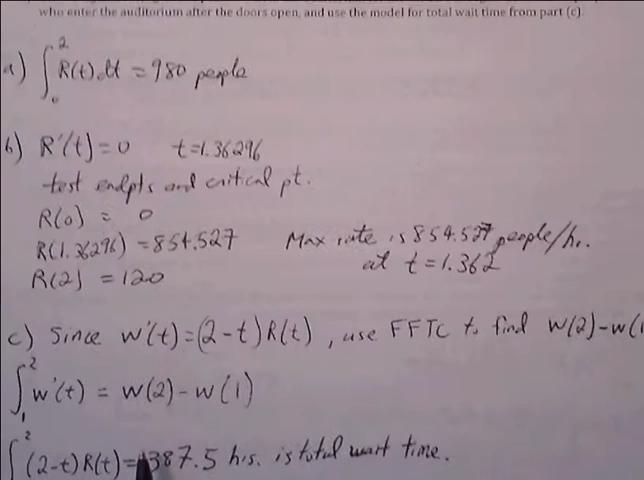 who enter the auditorium after the doors open, and use the model for total wait time from part (c).
a) ∫₀² R(t) dt = 980 people
b) R'(t) = 0 t = 1.36296
test endpts and critical pt.
R(0) = 0
R(1.36296) = 854.527 Max rate is 854.527 people/hr.
at t = 1.362
R(2) = 120
c) Since w'(t) = (2-t)R(t), use FFTC to find w(2)-w(1
∫₁² w'(t) = w(2) - w(1)
∫² (2-t)R(t) = 387.5 hrs. is total wait time.